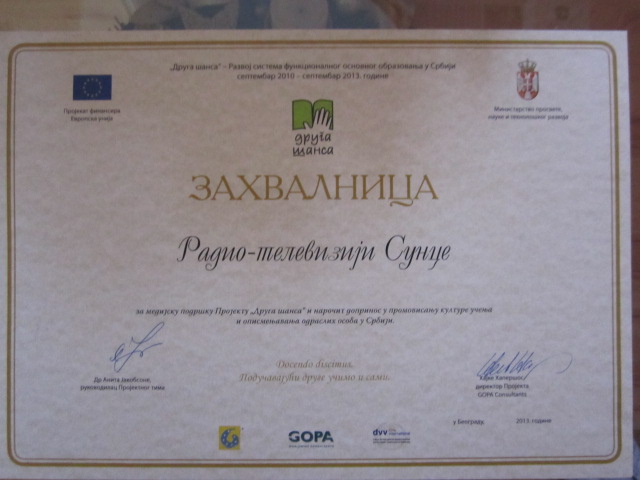 „Друга шанса" – Развој система функционалног основног образовања у Србији
септембар 2010 – септембар 2013. године
Пројекат финансира
Европска унија
Министарство просвете,
науке и технолошког развоја
друга
шанса
ЗАХВАЛНИЦА
Радио-телевизији Сунце
за медијску подршку Пројекту „Друга шанса" и нарочит допринос у промовисању културе учења
и описмењавања одраслих особа у Србији.
Docendo discimus.
Подучавајући друге учимо и сами.
Др Анита Јакобсоне,
руководилац Пројектног тима
директор Пројекта
GOPA Consultants
у Београду, 2013. године
GOPA
dvv